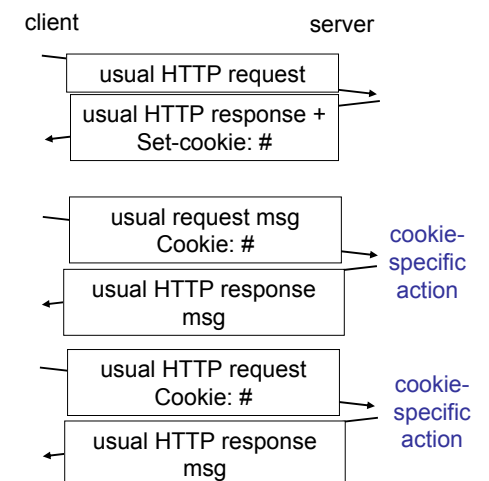 client
server
usual HTTP request
usual HTTP response +
Set-cookie: #
usual request msg
Cookie: #
cookie-
specific
action
usual HTTP response
msg
usual HTTP request
Cookie: #
cookie-
specific
action
usual HTTP response
msg